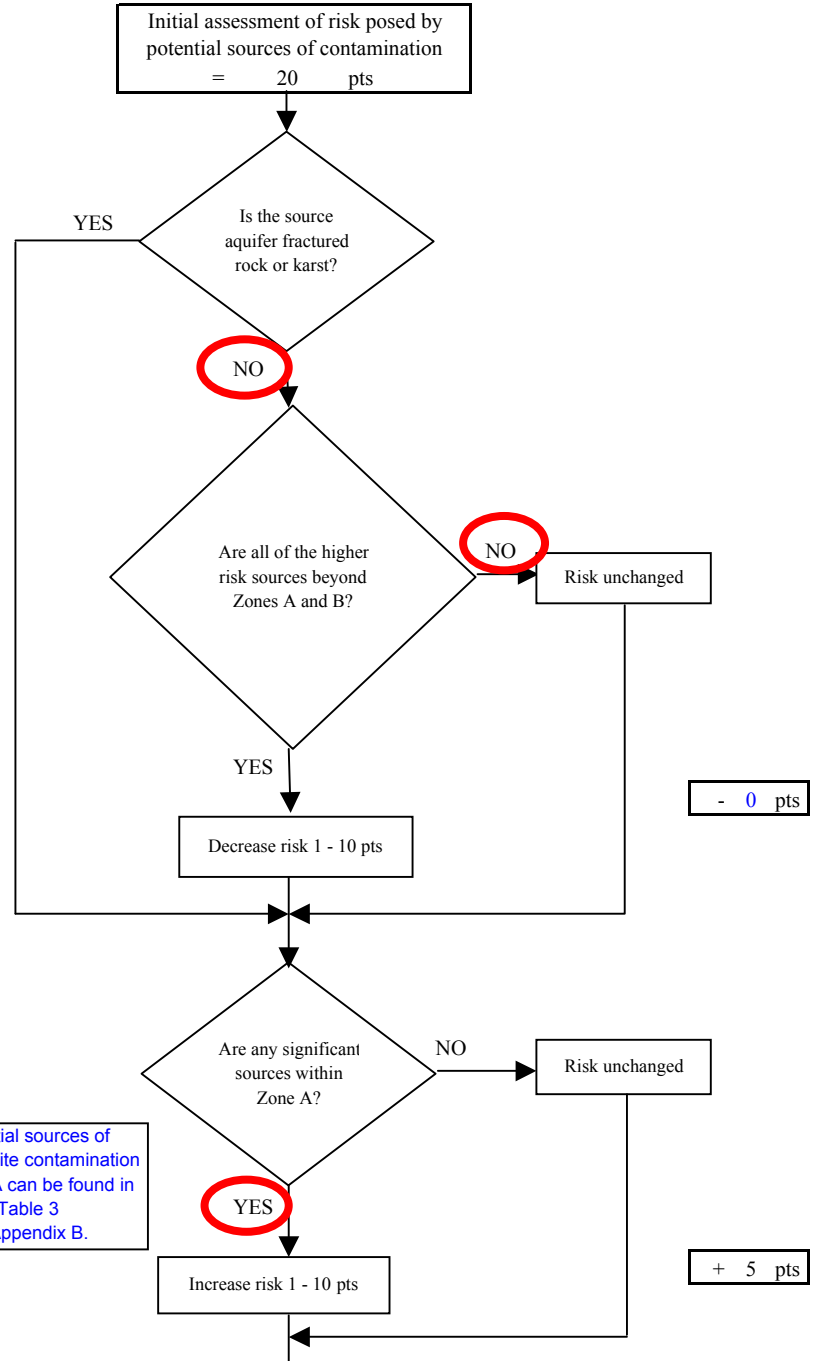 Initial assessment of risk posed by
potential sources of contamination
= 20 pts
YES
Is the source
aquifer fractured
rock or karst?
NO
Are all of the higher
risk sources beyond
Zones A and B?
NO
Risk unchanged
YES
- 0 pts
Decrease risk 1 - 10 pts
Are any significant
sources within
Zone A?
NO
Risk unchanged
tial sources of
ite contamination
A can be found in
Table 3
Appendix B.
YES
Increase risk 1 - 10 pts
+ 5 pts